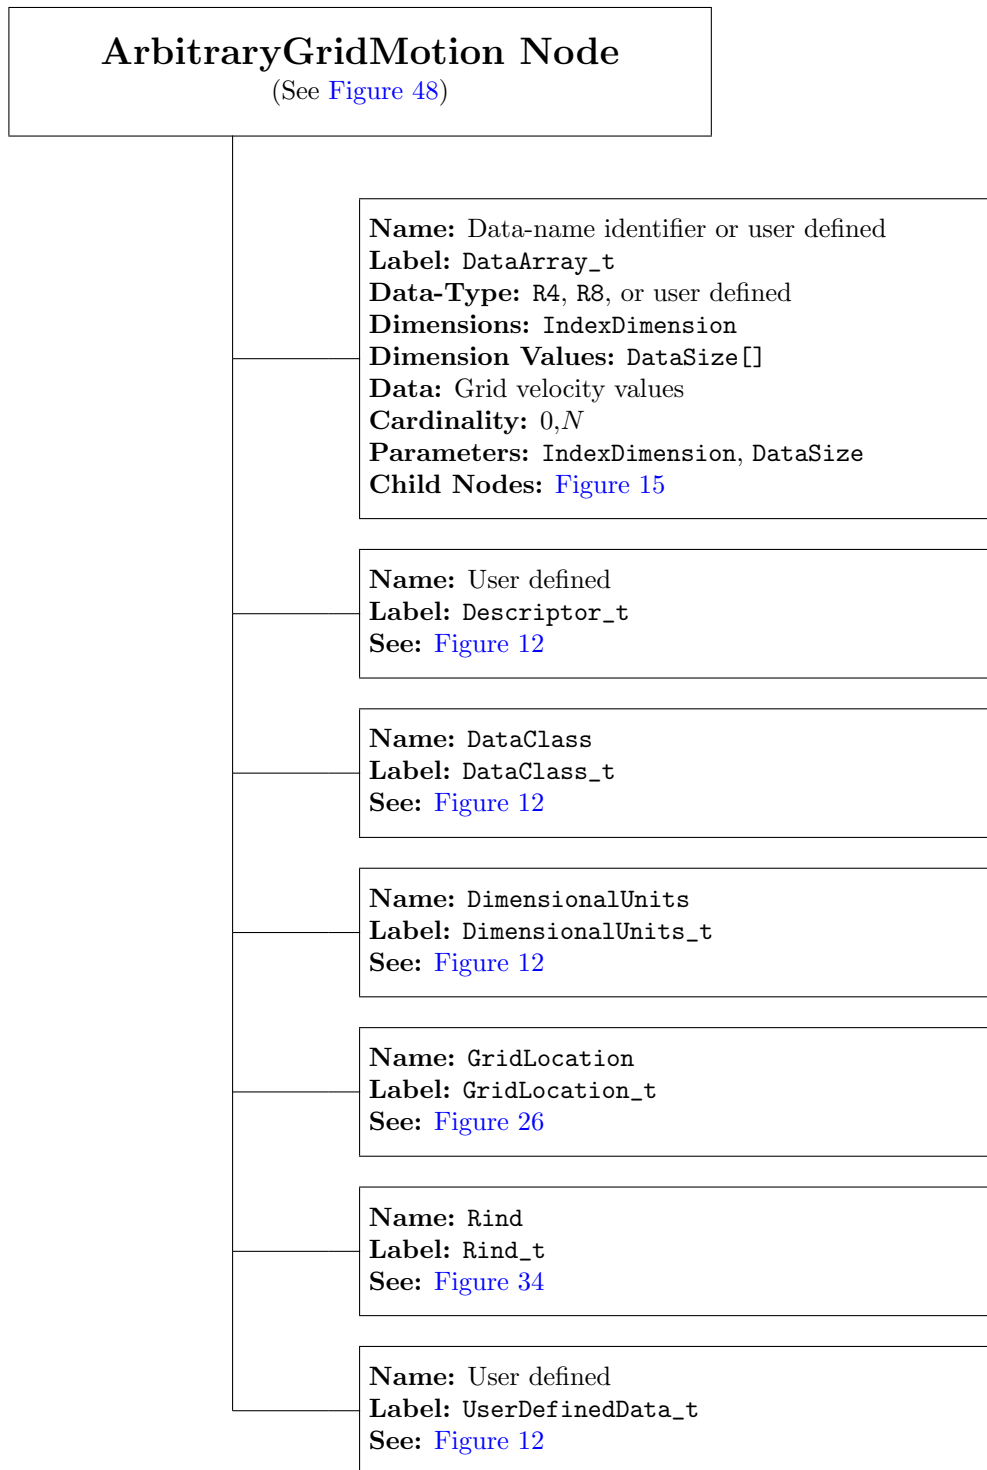 ArbitraryGridMotion Node
(See Figure 48)
Name: Data-name identifier or user defined
Label: DataArray_t
Data-Type: R4, R8, or user defined
Dimensions: IndexDimension
Dimension Values: DataSize[]
Data: Grid velocity values
Cardinality: 0,N
Parameters: IndexDimension, DataSize
Child Nodes: Figure 15
Name: User defined
Label: Descriptor_t
See: Figure 12
Name: DataClass
Label: DataClass_t
See: Figure 12
Name: DimensionalUnits
Label: DimensionalUnits_t
See: Figure 12
Name: GridLocation
Label: GridLocation_t
See: Figure 26
Name: Rind
Label: Rind_t
See: Figure 34
Name: User defined
Label: UserDefinedData_t
See: Figure 12